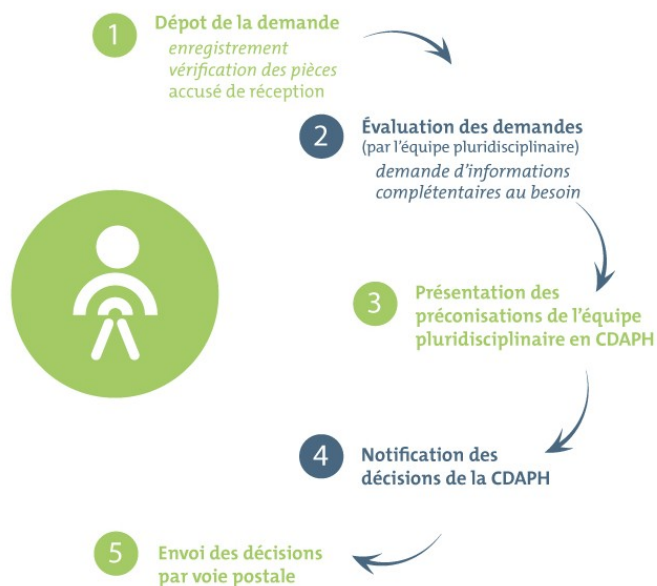 1 Dépot de la demande
enregistrement
vérification des pièces
accusé de réception
2 Évaluation des demandes
(par l'équipe pluridisciplinaire)
demande d'informations
complétentaires au besoin
3 Présentation des
préconisations de l'équipe
pluridisciplinaire en CDAPH
4 Notification des
décisions de la CDAPH
5 Envoi des décisions
par voie postale